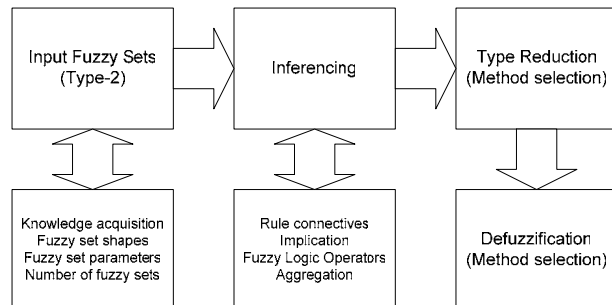 Input Fuzzy Sets
(Type-2)
Inferencing
Type Reduction
(Method selection)
Knowledge acquisition
Fuzzy set shapes
Fuzzy set parameters
Number of fuzzy sets
Rule connectives
Implication
Fuzzy Logic Operators
Aggregation
Defuzzification
(Method selection)